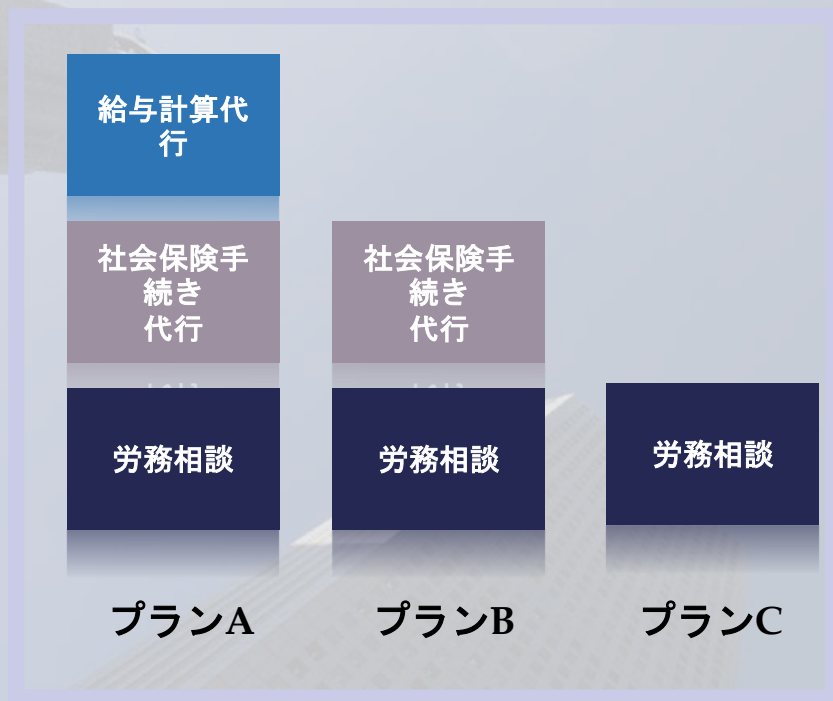 給与計算代
行
社会保険手
続き
代行
労務相談
プランA
社会保険手
続き
代行
労務相談
プランB
労務相談
プランC